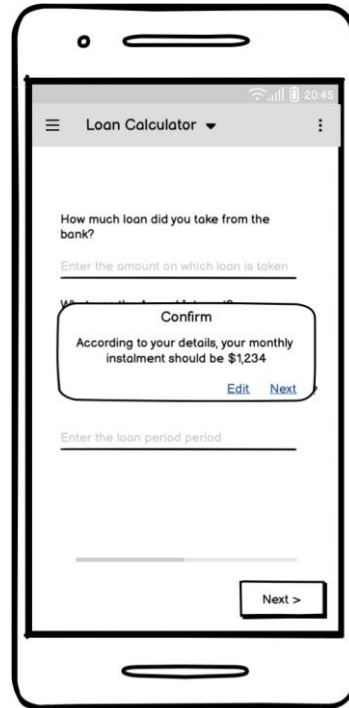 20:45
Loan Calculator
How much loan did you take from the
bank?
Enter the amount on which loan is taken
Confirm
According to your details, your monthly
instalment should be $1,234
Edit Next
Enter the loan period period
Next >